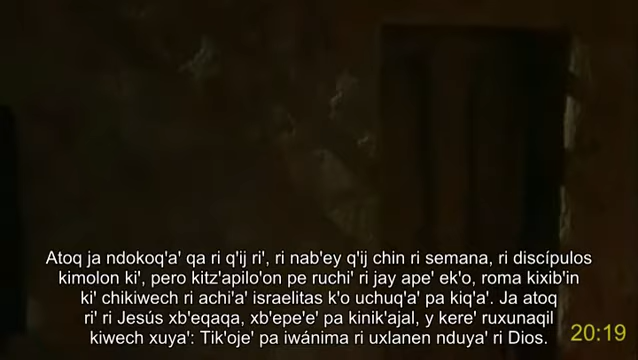 Atoq ja ndokoq'a' qa ri q'ij ri', ri nab'ey q'ij chin ri semana, ri discípulos
kimolon ki', pero kitz'apilo'on pe ruchi' ri jay ape' ek'o, roma kixib'in
ki' chikiwech ri achi'a' israelitas k'o uchuq'a' pa kiq'a'. Ja atoq
ri' ri Jesús xb'eqaqa, xb'epe'e' pa kinik'ajal, y kere' ruxunaqil
kiwech xuya': Tik'oje' pa iwánima ri uxlanen nduya' ri Dios.
20:19